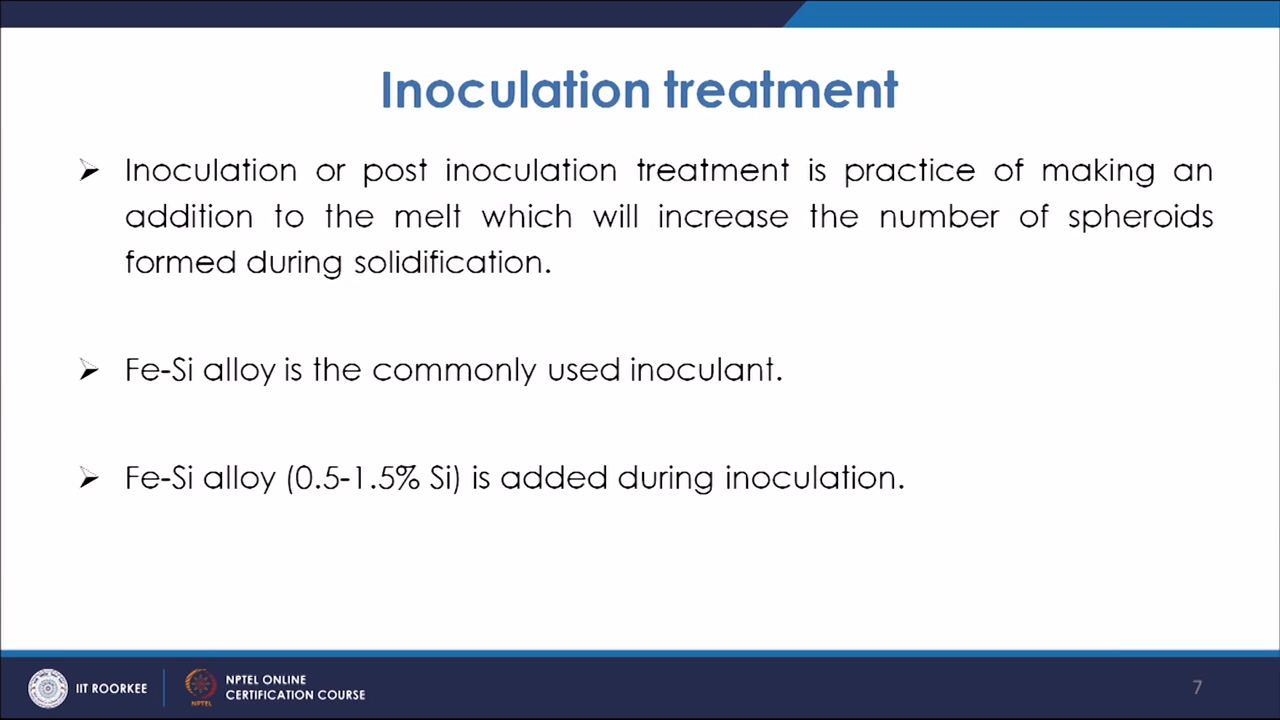 Inoculation treatment
➢ Inoculation or post inoculation treatment is practice of making an
addition to the melt which will increase the number of spheroids
formed during solidification.
➢ Fe-Si alloy is the commonly used inoculant.
➢ Fe-Si alloy (0.5-1.5% Si) is added during inoculation.
IIT ROORKEE
NPTEL
NPTEL ONLINE
CERTIFICATION COURSE
7